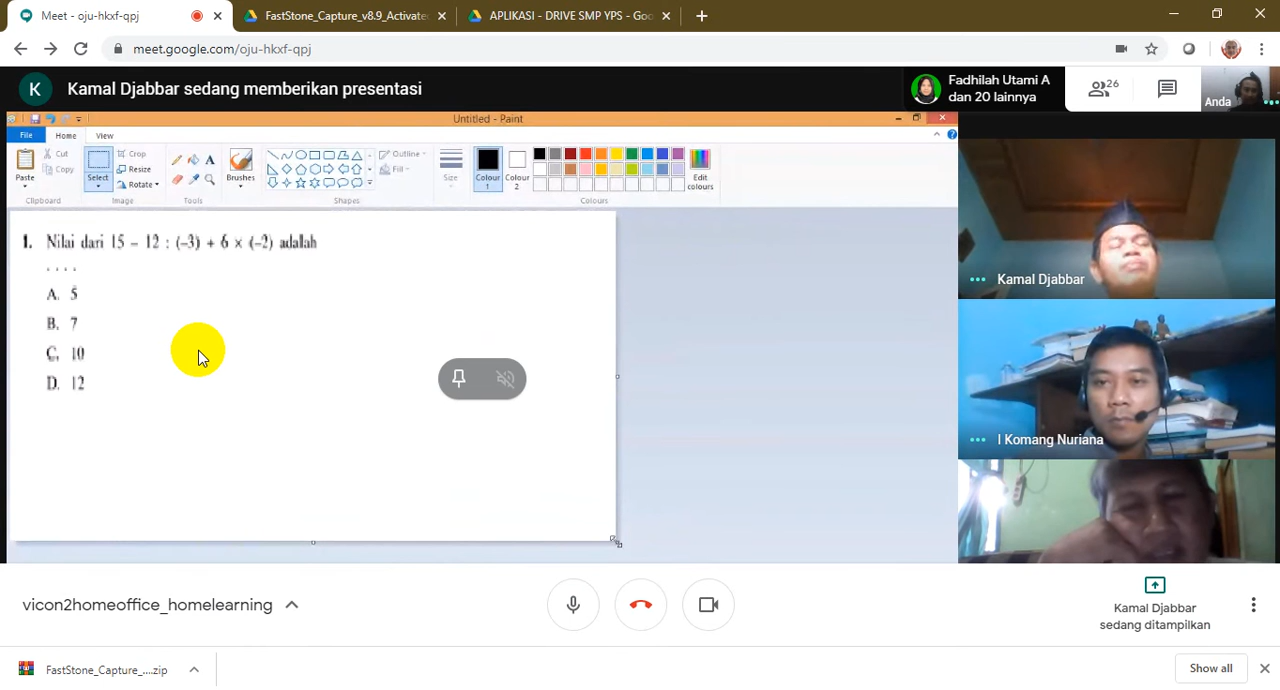 Meet - oju-hkxf-qpj
FastStone_Capture_v8.9_Activate
APLIKASI - DRIVE SMP YPS - Goo
meet.google.com/oju-hkxf-qpj
K
Kamal Djabbar sedang memberikan presentasi
Fadhilah Utami A
dan 20 lainnya
26
Anda
Untitled - Paint
File
Home
View
Paste
Cut
Copy
Clipboard
Select
Crop
Resize
Rotate
Image
A
Tools
Brushes
Outline
Fill
Shapes
Size
Colour
1
Colour
2
Edit
colours
Colours
1. Nilai dari 15 – 12 : (–3) + 6 × (–2) adalah
. . . .
A. 5
B. 7
C. 10
D. 12
Kamal Djabbar
I Komang Nuriana
vicon2homeoffice_homelearning
Kamal Djabbar
sedang ditampilkan
FastStone_Capture_....zip
Show all